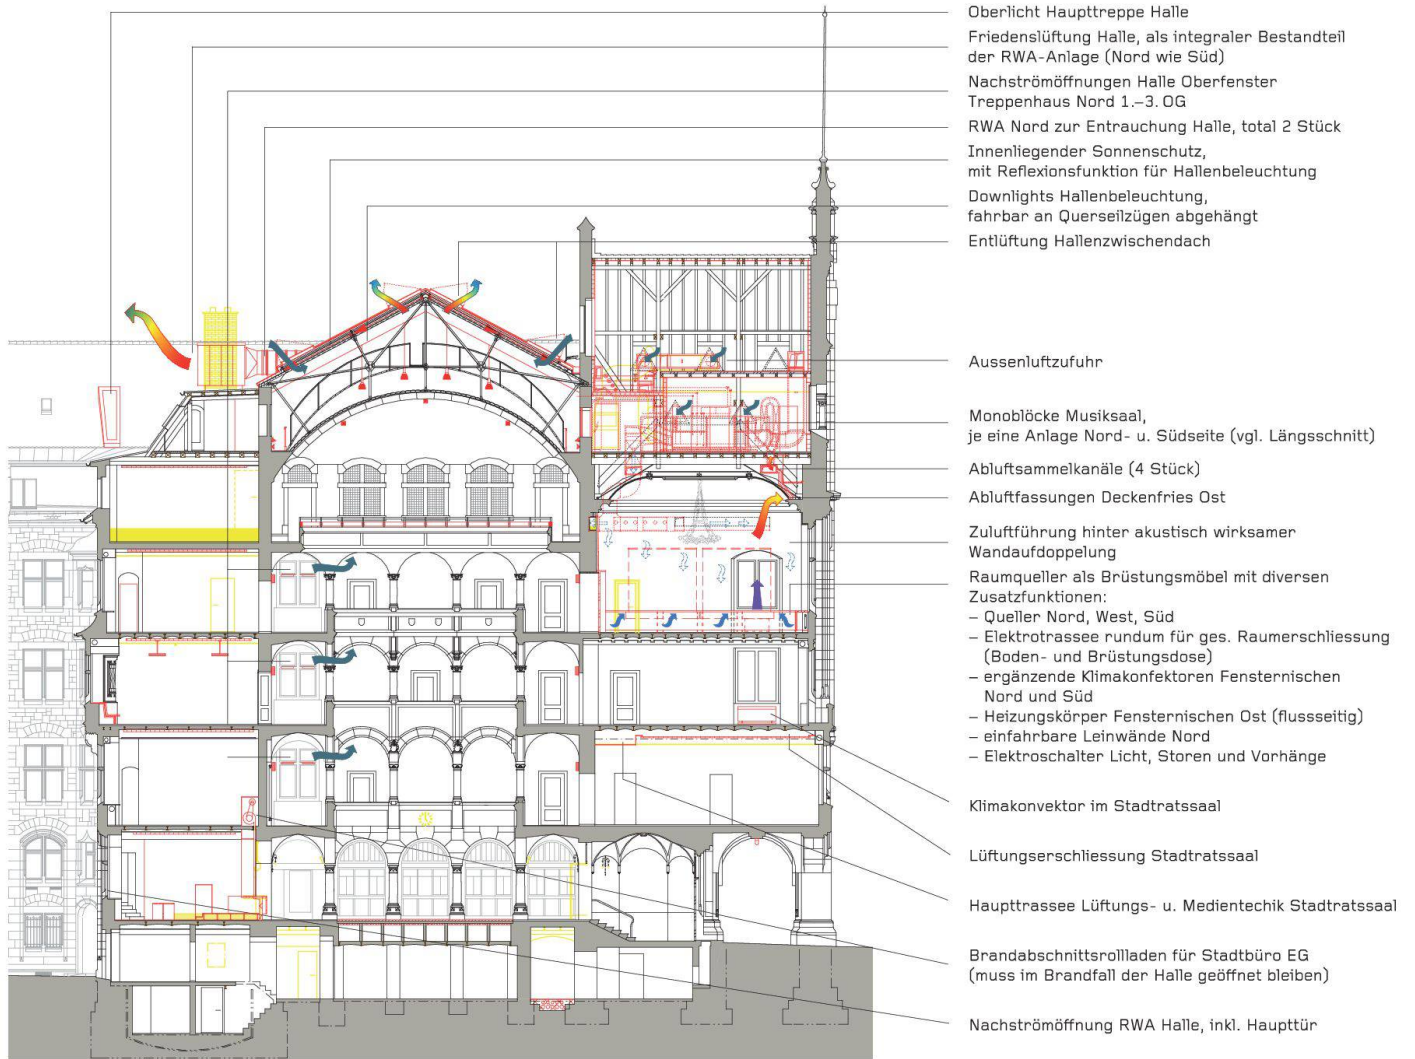 Oberlicht Haupttreppe Halle
Friedenslüftung Halle, als integraler Bestandteil
der RWA-Anlage (Nord wie Süd)
Nachströmöffnungen Halle Oberfenster
Treppenhaus Nord 1.–3. OG
RWA Nord zur Entrauchung Halle, total 2 Stück
Innenliegender Sonnenschutz,
mit Reflexionsfunktion für Hallenbeleuchtung
Downlights Hallenbeleuchtung,
fahrbar an Querseilzügen abgehängt
Entlüftung Hallenzwischendach
Aussenluftzufuhr
Monoblöcke Musiksaal,
je eine Anlage Nord- u. Südseite (vgl. Längsschnitt)
Abluftsammelkanäle (4 Stück)
Abluftfassungen Deckenfries Ost
Zuluftführung hinter akustisch wirksamer
Wandaufdoppelung
Raumqueller als Brüstungsmöbel mit diversen
Zusatzfunktionen:
– Queller Nord, West, Süd
– Elektrotrassee rundum für ges. Raumerschliessung
(Boden- und Brüstungsdose)
– ergänzende Klimakonfektoren Fensternischen
Nord und Süd
– Heizungskörper Fensternischen Ost (flussseitig)
– einfahrbare Leinwände Nord
– Elektroschalter Licht, Storen und Vorhänge
Klimakonvektor im Stadtratssaal
Lüftungserschliessung Stadtratssaal
Haupttrassee Lüftungs- u. Medientechik Stadtratssaal
Brandabschnittsrollladen für Stadtbüro EG
(muss im Brandfall der Halle geöffnet bleiben)
Nachströmöffnung RWA Halle, inkl. Haupttür